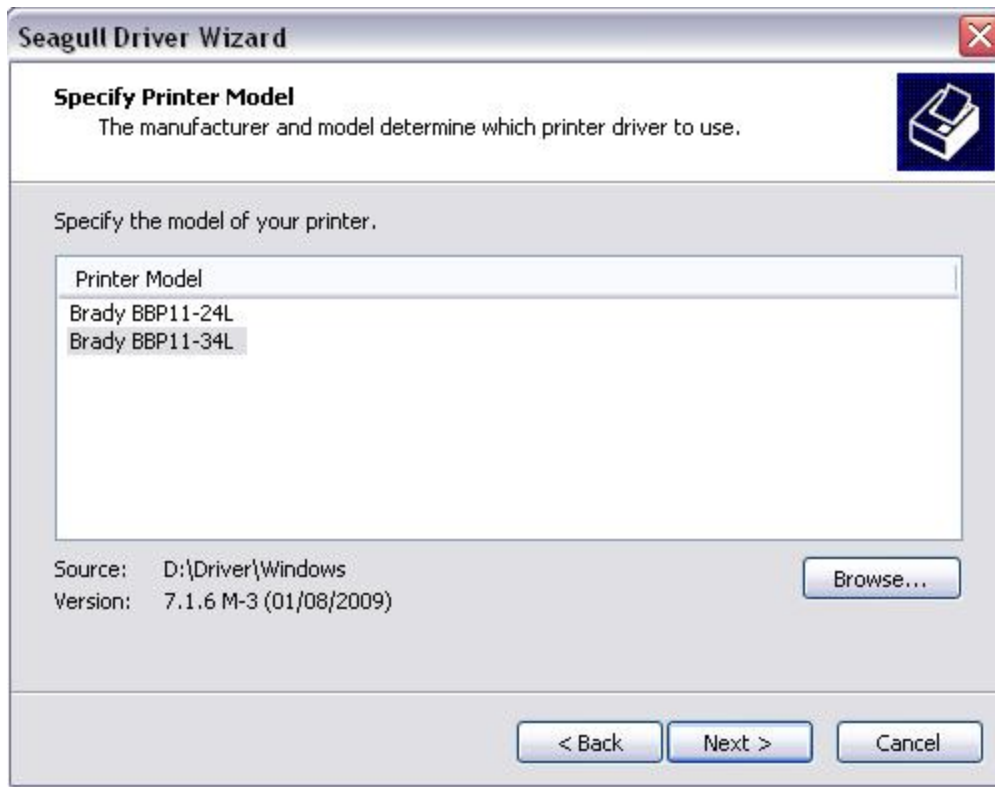 Seagull Driver Wizard
Specify Printer Model
The manufacturer and model determine which printer driver to use.
Specify the model of your printer.
Printer Model
Brady BBP11-24L
Brady BBP11-34L
Source: D:\Driver\Windows
Browse...
Version: 7.1.6 M-3 (01/08/2009)
< Back Next > Cancel